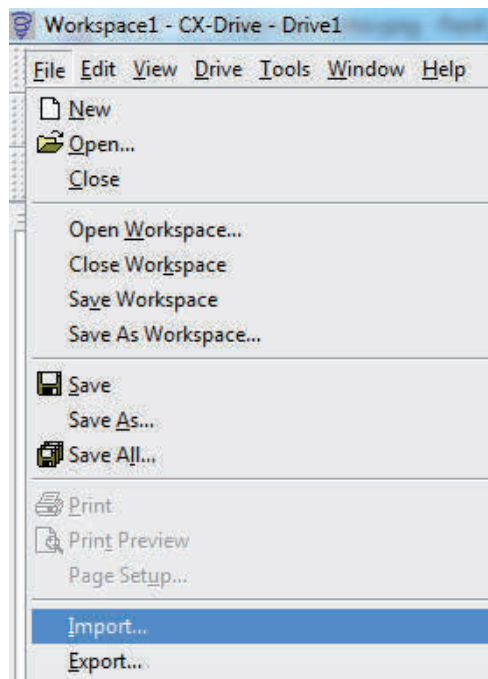 Workspace1 - CX-Drive - Drive1
File Edit View Drive Tools Window Help
New
Open...
Close
Open Workspace...
Close Workspace
Save Workspace
Save As Workspace...
Save
Save As...
Save All...
Print
Print Preview
Page Setup...
Import...
Export...